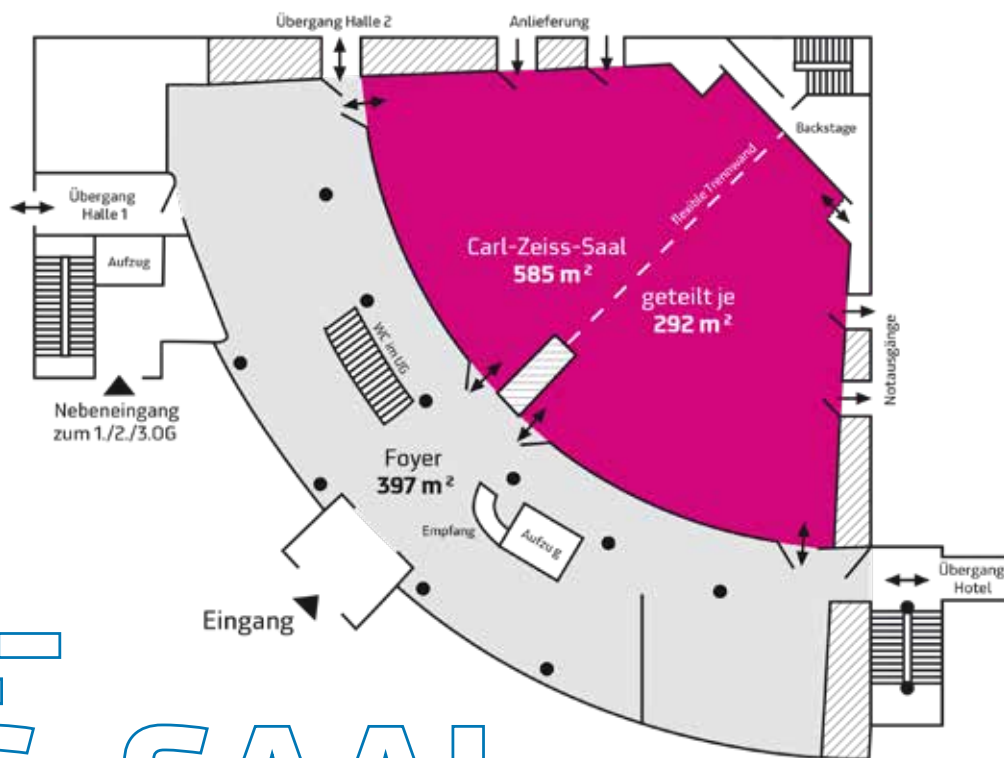 Übergang Halle 2
Anlieferung
Backstage
flexible Trennwand
Übergang
Halle 1
Aufzug
Carl-Zeiss-Saal
585 m²
geteilt je
292 m²
Notausgänge
WC im UG
Nebeneingang
zum 1./2./3.OG
Foyer
397 m²
Empfang
Aufzug
Übergang
Hotel
Eingang
SAAL